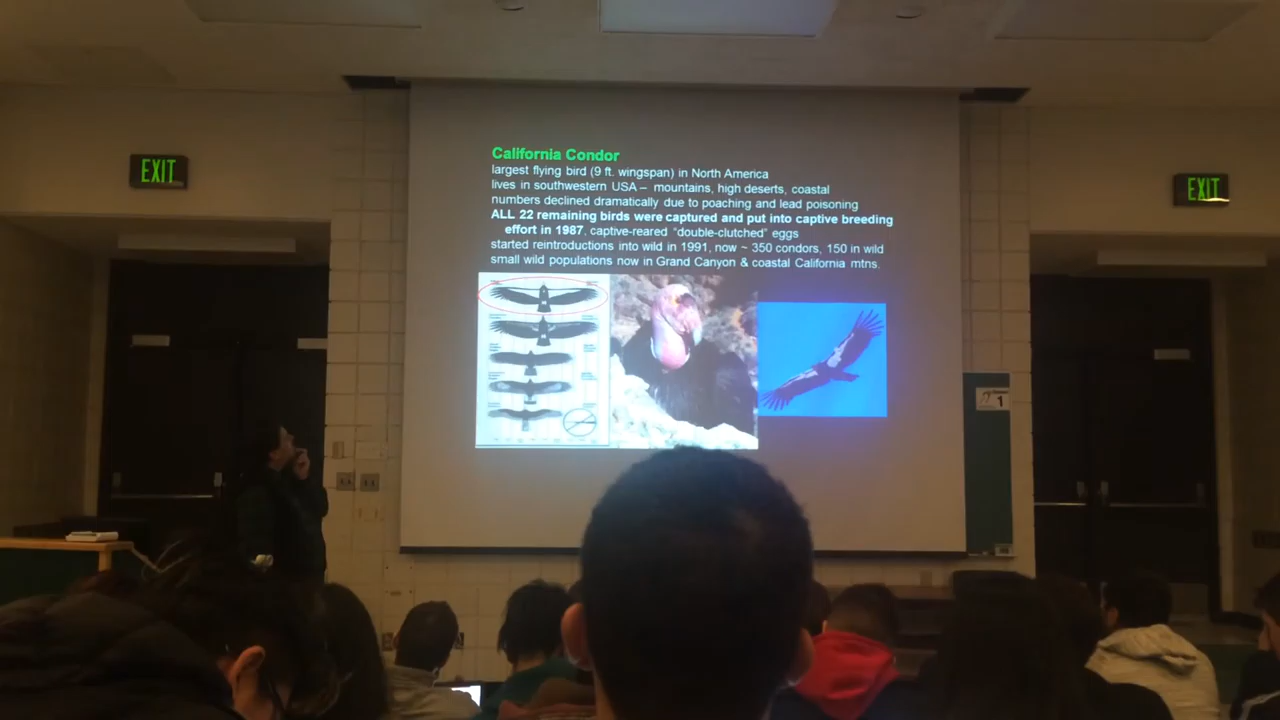 EXIT
California Condor
largest flying bird (9 ft. wingspan) in North America
lives in southwestern USA – mountains, high deserts, coastal
numbers declined dramatically due to poaching and lead poisoning
ALL 22 remaining birds were captured and put into captive breeding
effort in 1987, captive-reared "double-clutched" eggs
started reintroductions into wild in 1991, now ~ 350 condors, 150 in wild
small wild populations now in Grand Canyon & coastal California mtns.
EXIT
1